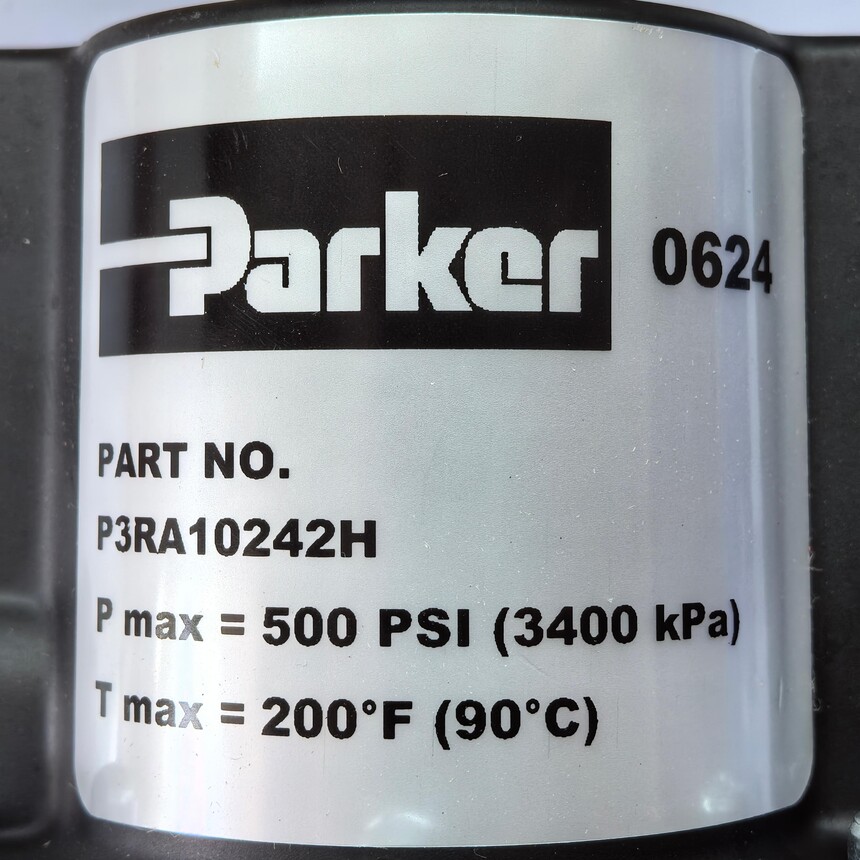 Parker 0624
PART NO.
P3RA10242H
P max = 500 PSI (3400 kPa)
T max = 200°F (90°C)